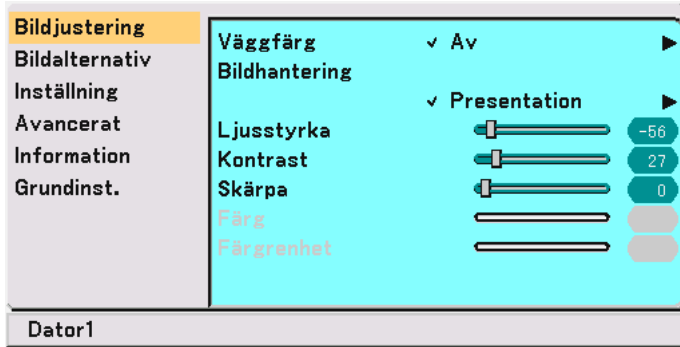 Bildjustering
Bildalternativ
Inställning
Avancerat
Information
Grundinst.
Väggfärg ✓ Av ▶
Bildhantering
✓ Presentation ▶
Ljusstyrka -56
Kontrast 27
Skärpa 0
Färg
Färgrenhet
Dator1